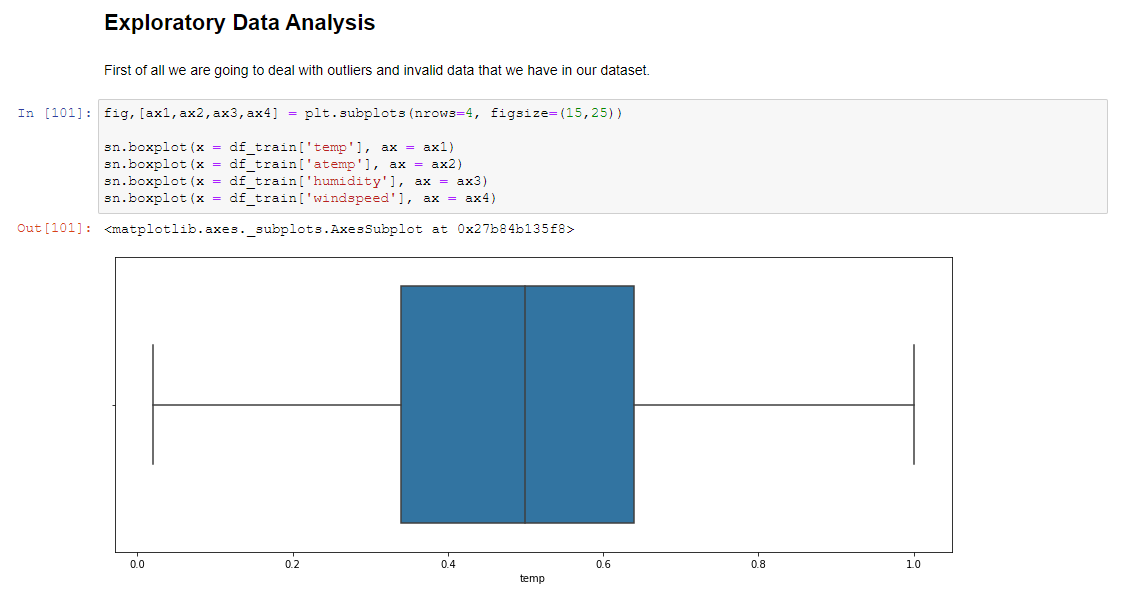 Exploratory Data Analysis
First of all we are going to deal with outliers and invalid data that we have in our dataset.
In [101]: fig,[ax1,ax2,ax3,ax4] = plt.subplots(nrows=4, figsize=(15,25))
sn.boxplot(x = df_train['temp'], ax = ax1)
sn.boxplot(x = df_train['atemp'], ax = ax2)
sn.boxplot(x = df_train['humidity'], ax = ax3)
sn.boxplot(x = df_train['windspeed'], ax = ax4)
Out[101]: <matplotlib.axes._subplots.AxesSubplot at 0x27b84b135f8>
0.0 0.2 0.4 0.6 0.8 1.0
temp